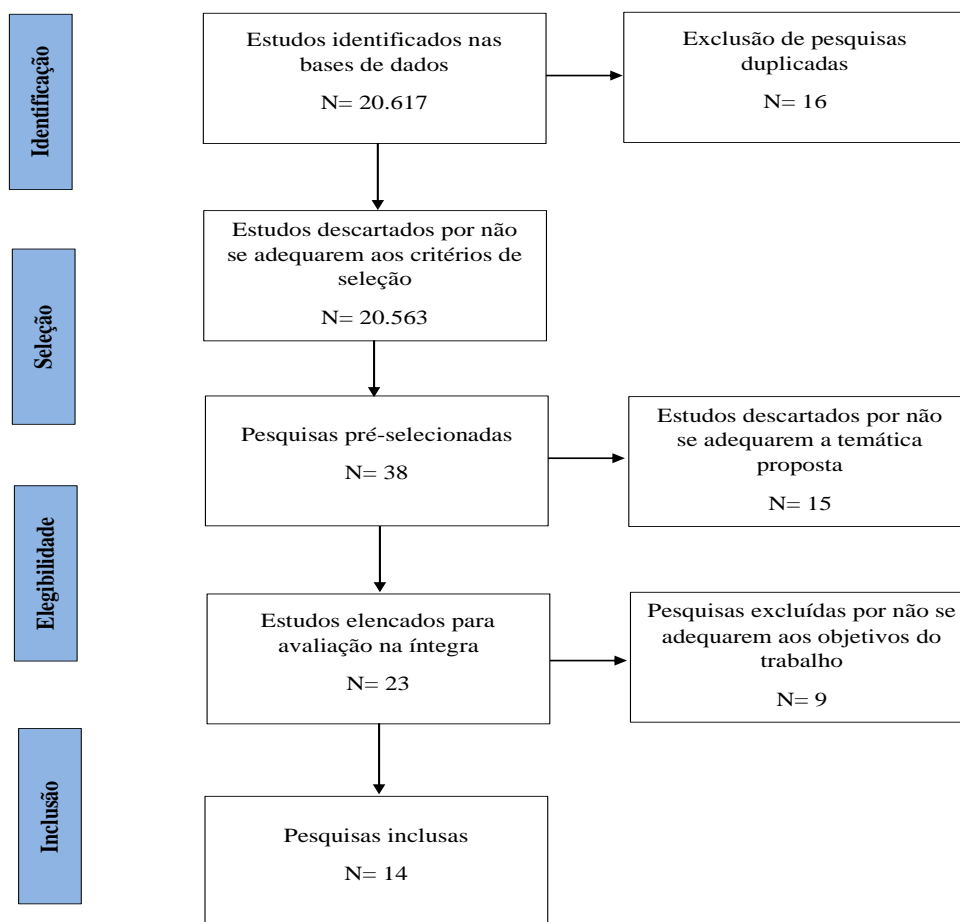 Identificação
Estudos identificados nas
bases de dados
N= 20.617
Exclusão de pesquisas
duplicadas
N= 16
Seleção
Estudos descartados por não
se adequarem aos critérios de
seleção
N= 20.563
Pesquisas pré-selecionadas
N= 38
Estudos descartados por não
se adequarem a temática
proposta
N= 15
Elegibilidade
Estudos elencados para
avaliação na íntegra
N= 23
Pesquisas excluídas por não se
adequarem aos objetivos do
trabalho
N= 9
Inclusão
Pesquisas inclusas
N= 14